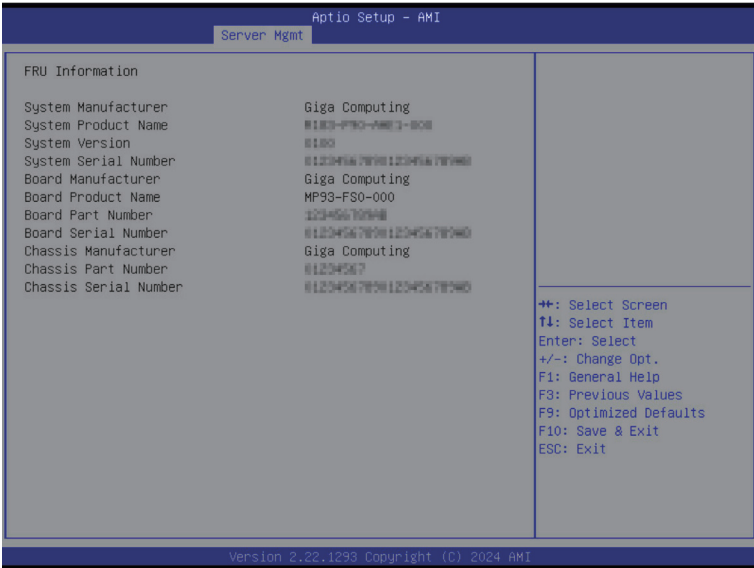 Aptio Setup – AMI
Server Mgmt
FRU Information
System Manufacturer Giga Computing
System Product Name
System Version
System Serial Number
Board Manufacturer Giga Computing
Board Product Name MP93-FS0-000
Board Part Number
Board Serial Number
Chassis Manufacturer Giga Computing
Chassis Part Number
Chassis Serial Number
→←: Select Screen
↑↓: Select Item
Enter: Select
+/-: Change Opt.
F1: General Help
F3: Previous Values
F9: Optimized Defaults
F10: Save & Exit
ESC: Exit
Version 2.22.1293 Copyright (C) 2024 AMI